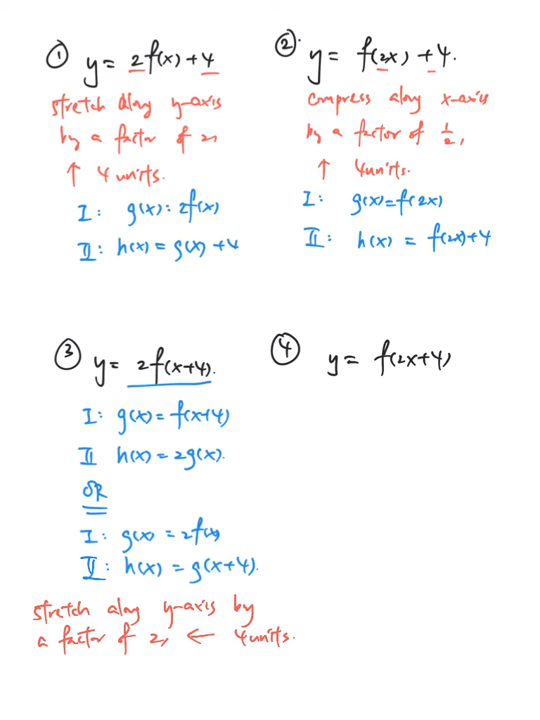 ① y = 2f(x) + 4
stretch along y-axis
by a factor of 2,
↑ 4 units.
I: g(x) = 2f(x)
II: h(x) = g(x) + 4
② y = f(2x) + 4.
compress along x-axis
by a factor of 1/2,
↑ 4 units.
I: g(x) = f(2x)
II: h(x) = f(2x) + 4
③ y = 2f(x+4).
I: g(x) = f(x+4)
II h(x) = 2g(x).
OR
I: g(x) = 2f(x)
II: h(x) = g(x+4).
stretch along y-axis by
a factor of 2, ← 4 units.
④ y = f(2x+4)